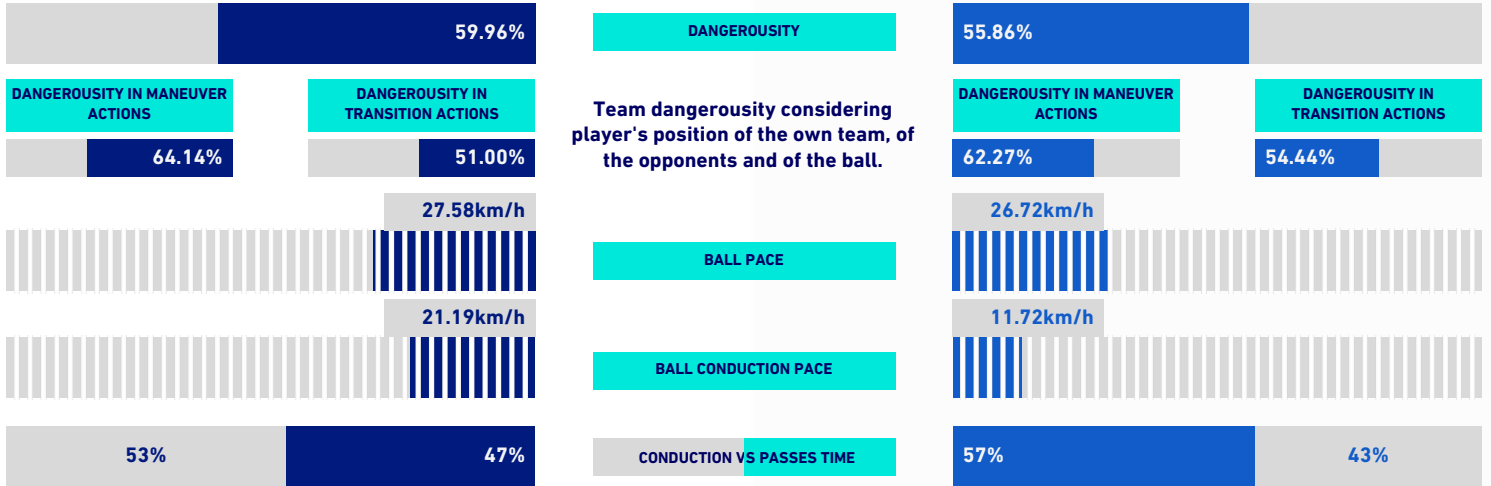 59.96%
DANGEROUSITY
55.86%
DANGEROUSITY IN MANEUVER
ACTIONS
DANGEROUSITY IN
TRANSITION ACTIONS
64.14%
51.00%
Team dangerousity considering
player's position of the own team, of
the opponents and of the ball.
DANGEROUSITY IN MANEUVER
ACTIONS
DANGEROUSITY IN
TRANSITION ACTIONS
62.27%
54.44%
27.58km/h
BALL PACE
26.72km/h
21.19km/h
BALL CONDUCTION PACE
11.72km/h
53%
47%
CONDUCTION VS PASSES TIME
57%
43%